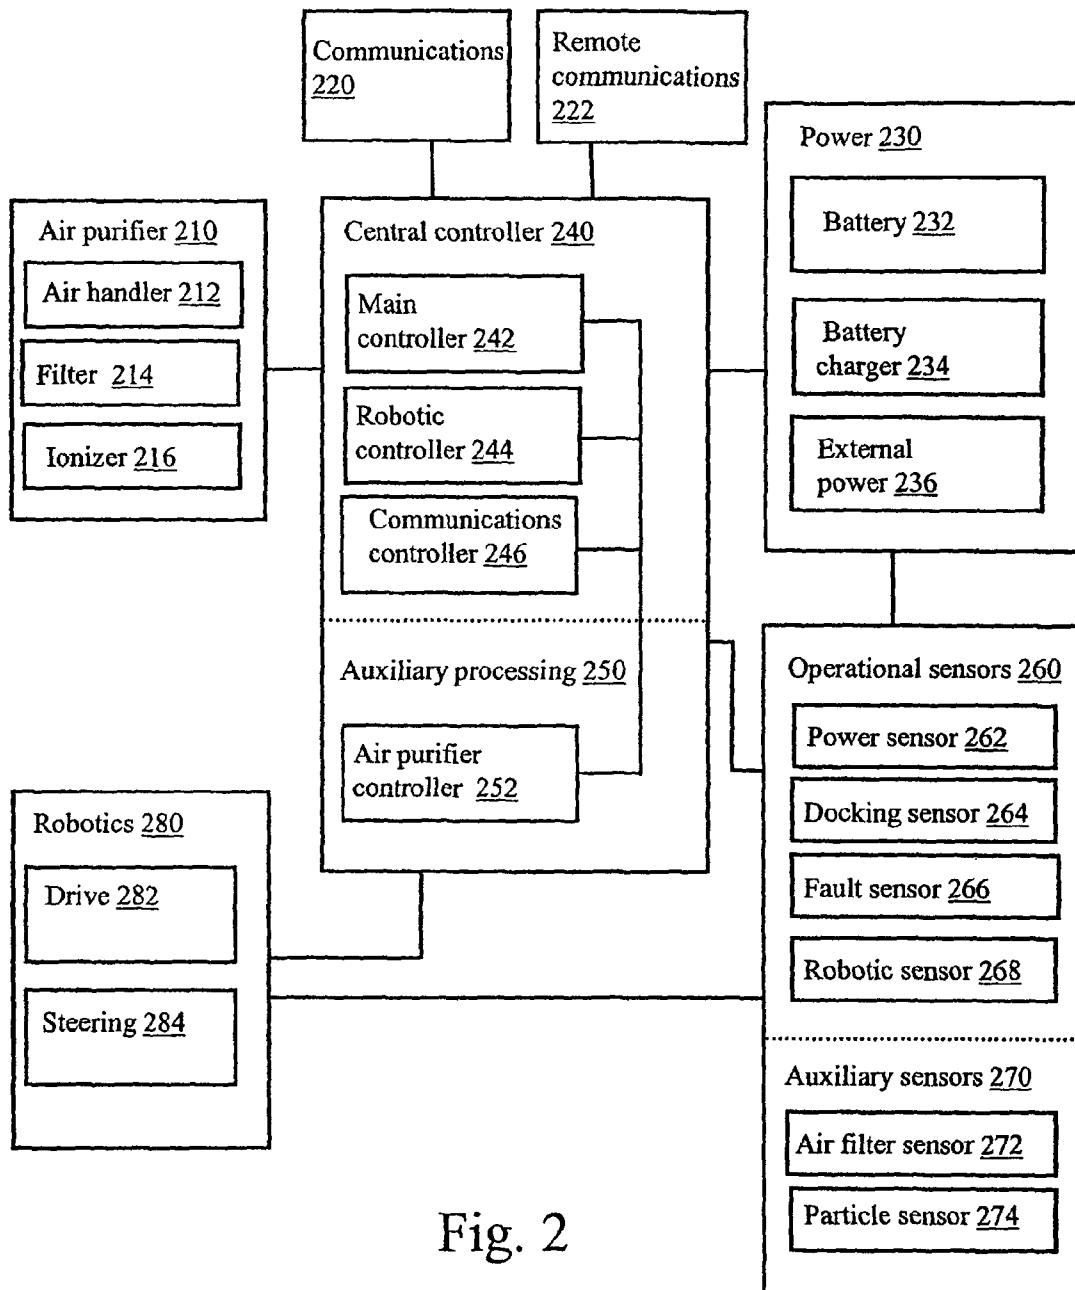 Communications
220
Remote
communications
222
Power 230
Battery 232
Battery
charger 234
External
power 236
Air purifier 210
Air handler 212
Filter 214
Ionizer 216
Central controller 240
Main
controller 242
Robotic
controller 244
Communications
controller 246
Auxiliary processing 250
Air purifier
controller 252
Operational sensors 260
Power sensor 262
Docking sensor 264
Fault sensor 266
Robotic sensor 268
Auxiliary sensors 270
Air filter sensor 272
Particle sensor 274
Robotics 280
Drive 282
Steering 284
Fig. 2